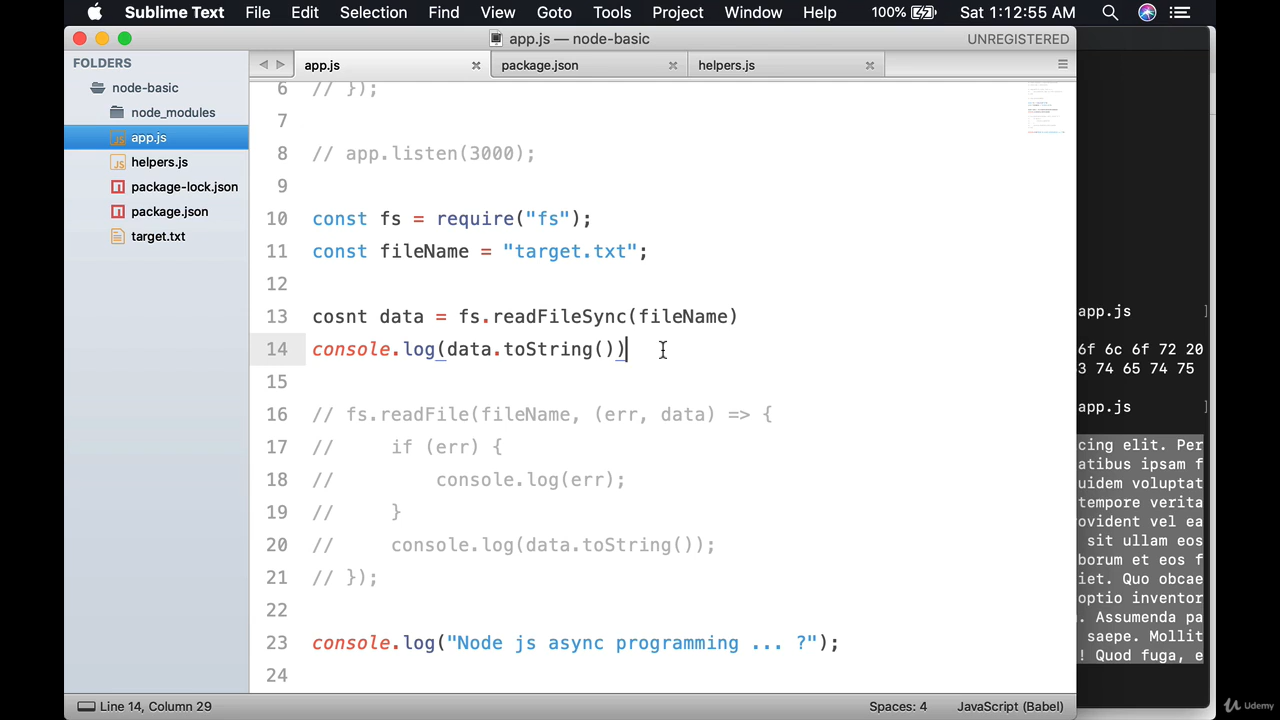 Sublime Text File Edit Selection Find View Goto Tools Project Window Help 100% Sat 1:12:55 AM
app.js — node-basic UNREGISTERED
FOLDERS
node-basic
node_modules
app.js
helpers.js
package-lock.json
package.json
target.txt
app.js package.json helpers.js
6 // });
7
8 // app.listen(3000);
9
10 const fs = require("fs");
11 const fileName = "target.txt";
12
13 cosnt data = fs.readFileSync(fileName)
14 console.log(data.toString())
15
16 // fs.readFile(fileName, (err, data) => {
17 // if (err) {
18 // console.log(err);
19 // }
20 // console.log(data.toString());
21 // });
22
23 console.log("Node js async programming ... ?");
24
app.js ]
6f 6c 6f 72 20
3 74 65 74 75
app.js ]
cing elit. Per
atibus ipsam f
uidem voluptat
tempore verita
ovident vel ea
sit ullam eos
borum et eos f
iet. Quo obcae
optio inventor
. Assumenda pa
saepe. Mollit
! Quod fuga, e
Line 14, Column 29 Spaces: 4 JavaScript (Babel)
Udemy